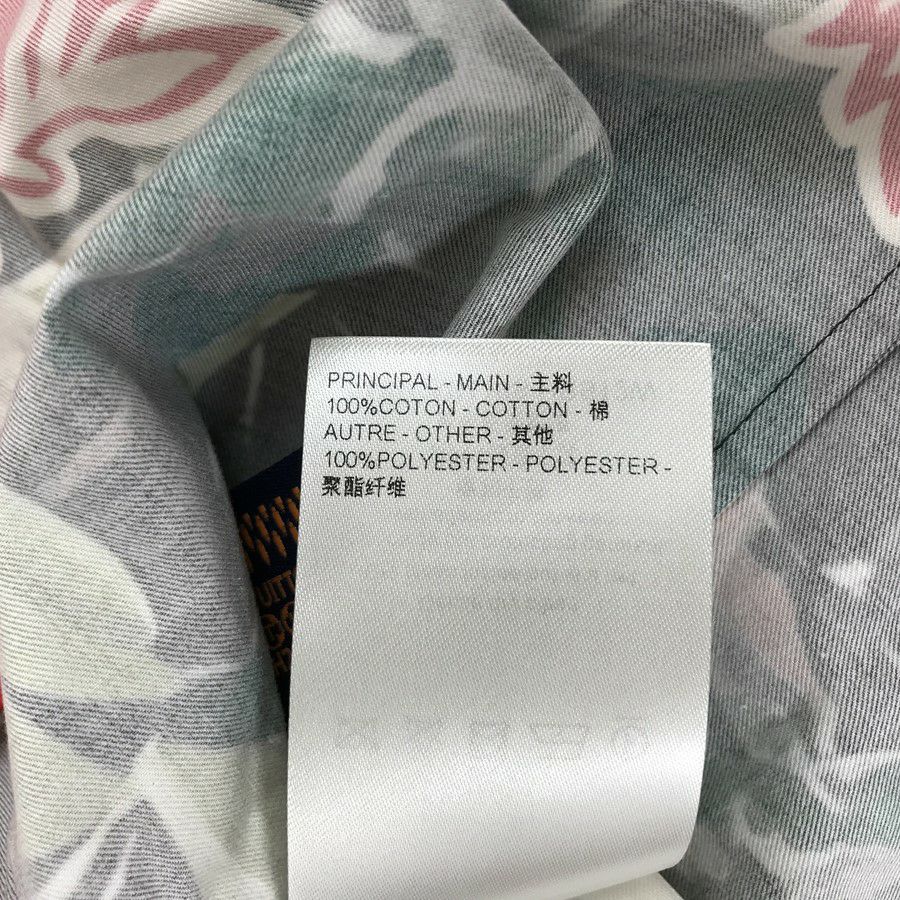 PRINCIPAL - MAIN - 主料
100%COTON - COTTON - 棉
AUTRE - OTHER - 其他
100%POLYESTER - POLYESTER -
聚酯纤维
UITT